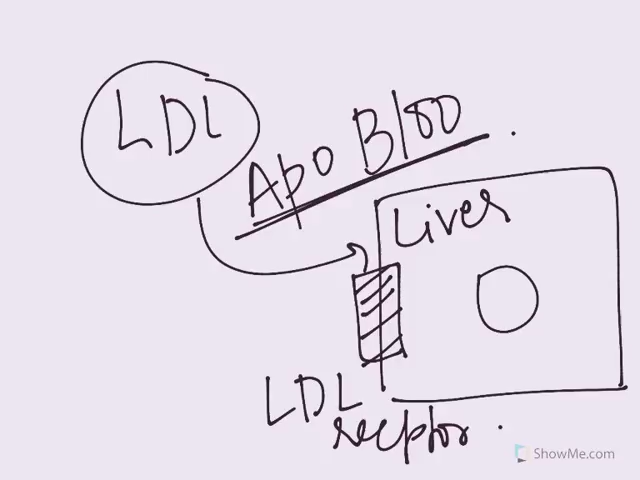 LDL
Apo B100
Liver
LDL
receptor
ShowMe.com